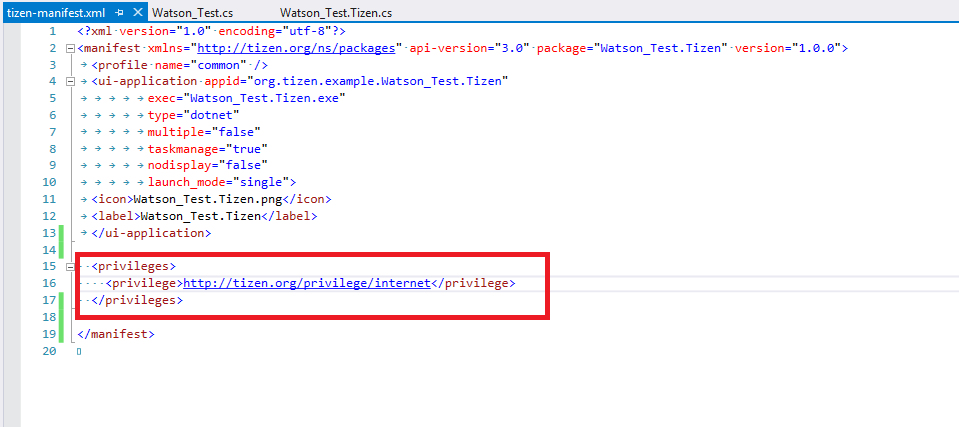 tizen-manifest.xml Watson_Test.cs Watson_Test.Tizen.cs
1 <?xml version="1.0" encoding="utf-8"?>
2 <manifest xmlns="http://tizen.org/ns/packages" api-version="3.0" package="Watson_Test.Tizen" version="1.0.0">
3 <profile name="common" />
4 <ui-application appid="org.tizen.example.Watson_Test.Tizen"
5 exec="Watson_Test.Tizen.exe"
6 type="dotnet"
7 multiple="false"
8 taskmanage="true"
9 nodisplay="false"
10 launch_mode="single">
11 <icon>Watson_Test.Tizen.png</icon>
12 <label>Watson_Test.Tizen</label>
13 </ui-application>
14
15 <privileges>
16 <privilege>http://tizen.org/privilege/internet</privilege>
17 </privileges>
18
19 </manifest>
20